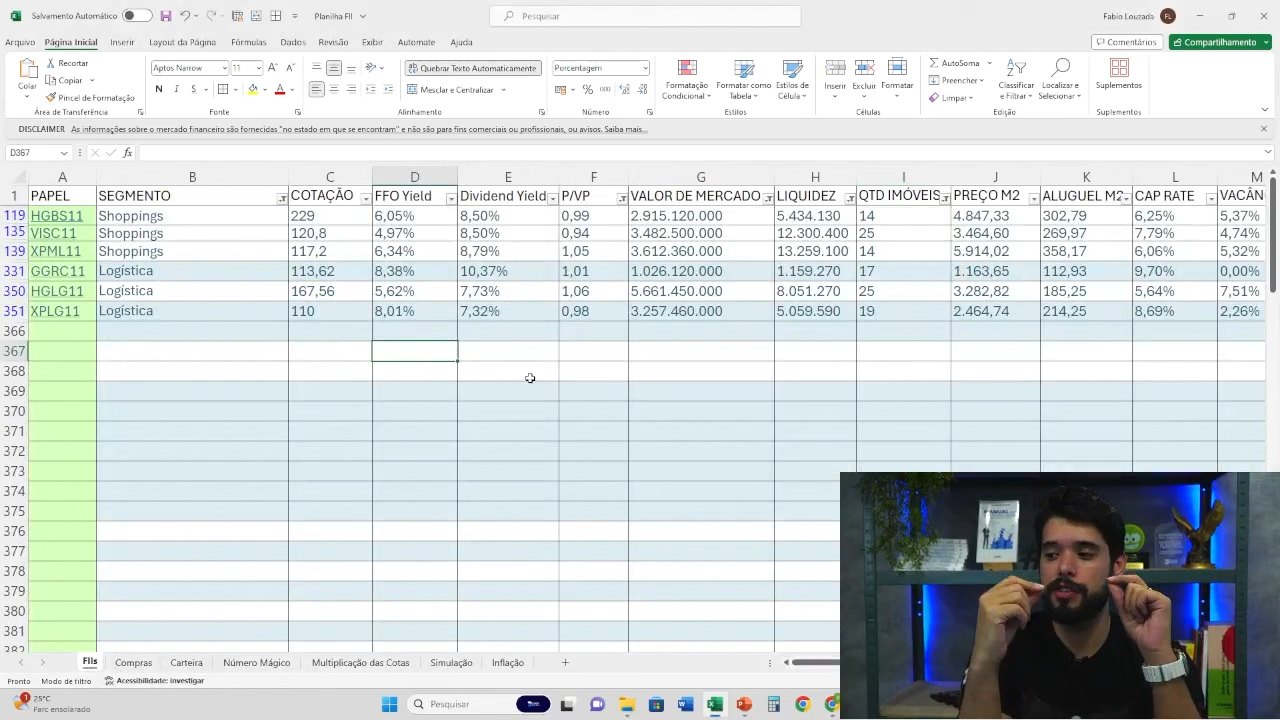 Salvamento Automático
Planilha FII
Pesquisar
Fabio Louzada
FL
Arquivo Página Inicial Inserir Layout da Página Fórmulas Dados Revisão Exibir Automate Ajuda
Comentários
Compartilhamento
Colar
Recortar
Copiar
Pincel de Formatação
Área de Transferência
Aptos Narrow
11
N I S
Fonte
Quebrar Texto Automaticamente
Mesclar e Centralizar
Alinhamento
Porcentagem
% 000
Número
Formatação Condicional
Formatar como Tabela
Estilos de Célula
Estilos
Inserir Excluir Formatar
Células
AutoSoma
Preencher
Limpar
Classificar e Filtrar
Localizar e Selecionar
Edição
Suplementos
Suplementos
DISCLAIMER As informações sobre o mercado financeiro são fornecidas "no estado em que se encontram" e não são para fins comerciais ou profissionais, ou avisos. Saiba mais...
D367
fx
A B C D E F G H I J K L M
1 PAPEL SEGMENTO COTAÇÃO FFO Yield Dividend Yield P/VP VALOR DE MERCADO LIQUIDEZ QTD IMÓVEIS PREÇO M2 ALUGUEL M2 CAP RATE VACÂN
119 HGBS11 Shoppings 229 6,05% 8,50% 0,99 2.915.120.000 5.434.130 14 4.847,33 302,79 6,25% 5,37%
135 VISC11 Shoppings 120,8 4,97% 8,50% 0,94 3.482.500.000 12.300.400 25 3.464,60 269,97 7,79% 4,74%
139 XPML11 Shoppings 117,2 6,34% 8,79% 1,05 3.612.360.000 13.259.100 14 5.914,02 358,17 6,06% 5,32%
331 GGRC11 Logística 113,62 8,38% 10,37% 1,01 1.026.120.000 1.159.270 17 1.163,65 112,93 9,70% 0,00%
350 HGLG11 Logística 167,56 5,62% 7,73% 1,06 5.661.450.000 8.051.270 25 3.282,82 185,25 5,64% 7,51%
351 XPLG11 Logística 110 8,01% 7,32% 0,98 3.257.460.000 5.059.590 19 2.464,74 214,25 8,69% 2,26%
366
367
368
369
370
371
372
373
374
375
376
377
378
379
380
381
382
MANUAL
FIIs Compras Carteira Número Mágico Multiplicação das Cotas Simulação Inflação
Pronto Modo de filtro Acessibilidade: investigar
1
25°C
Parc ensolarado
Pesquisar